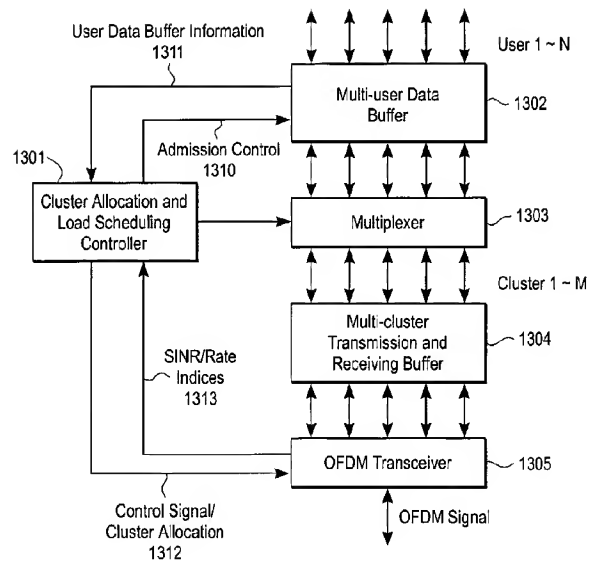 User Data Buffer Information
1311
User 1 ~ N
Multi-user Data
Buffer
1302
Admission Control
1310
1301
Cluster Allocation and
Load Scheduling
Controller
Multiplexer
1303
Cluster 1 ~ M
Multi-cluster
Transmission and
Receiving Buffer
1304
SINR/Rate
Indices
1313
OFDM Transceiver
1305
Control Signal/
Cluster Allocation
1312
OFDM Signal